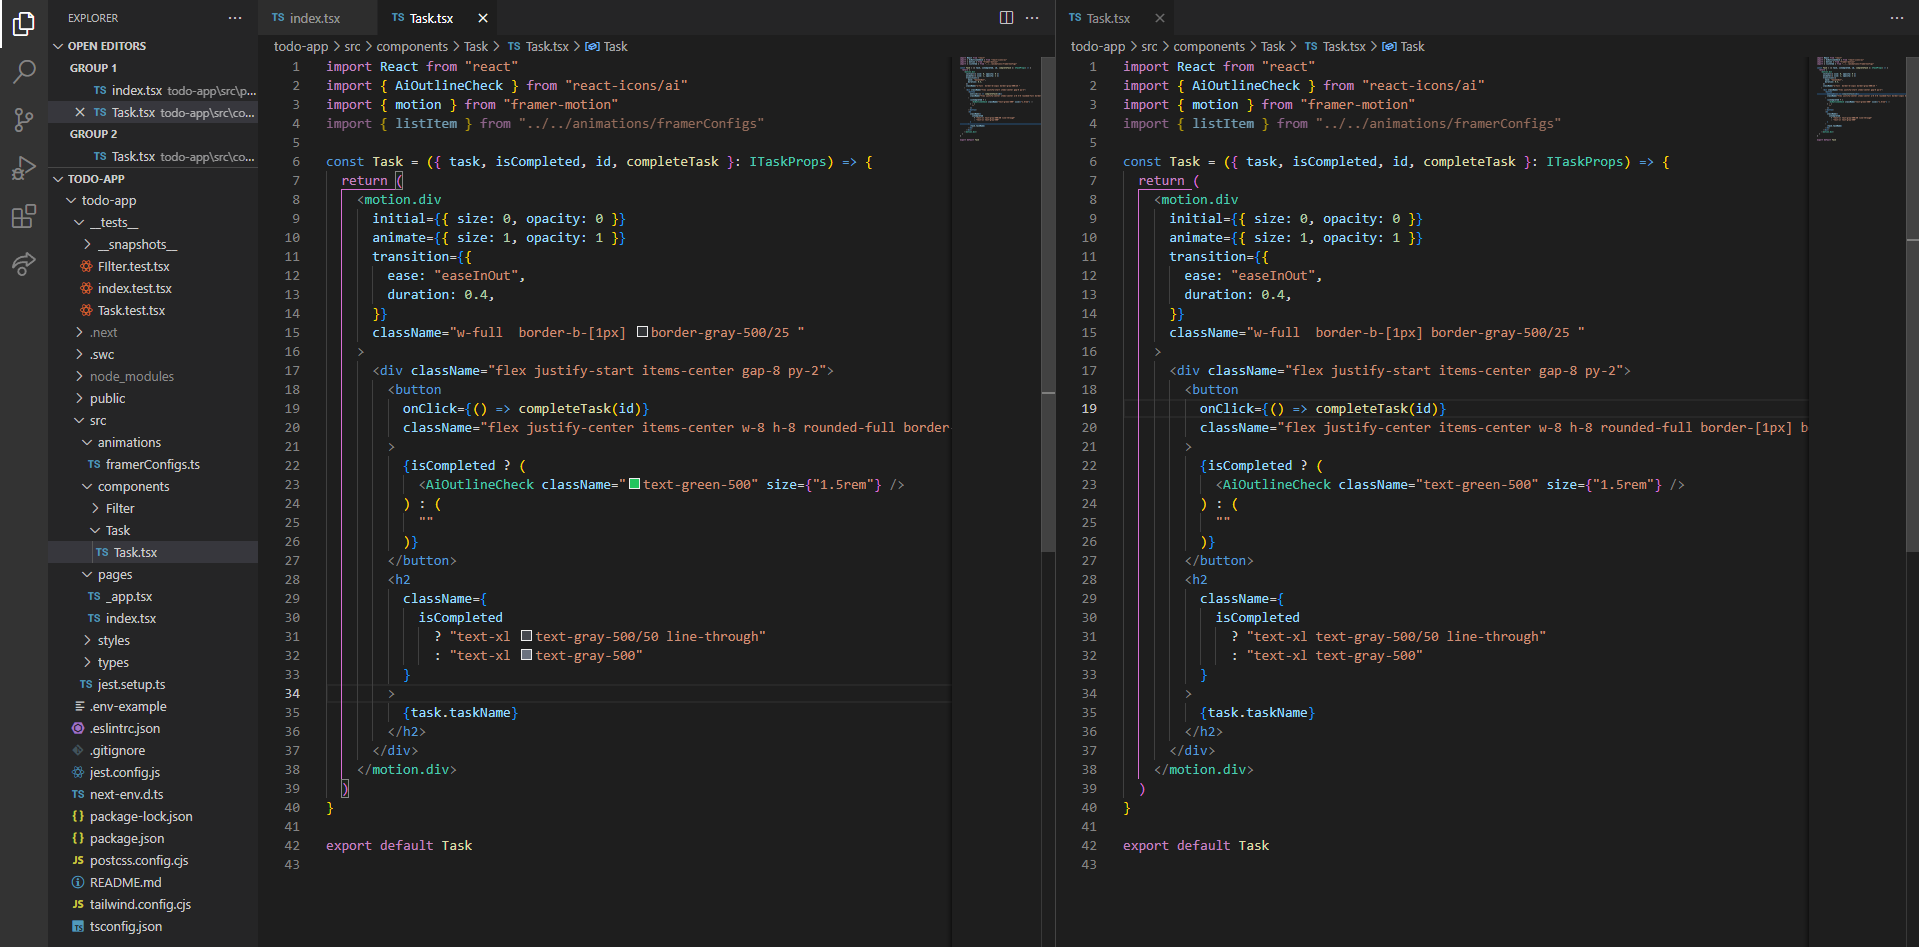 EXPLORER
OPEN EDITORS
GROUP 1
TS index.tsx todo-app\src\p...
Task.tsx todo-app\src\co...
GROUP 2
TS Task.tsx todo-app\src\co...
TODO-APP
todo-app
__tests__
__snapshots__
FIlter.test.tsx
index.test.tsx
Task.test.tsx
.next
.swc
node_modules
public
src
animations
TS framerConfigs.ts
components
Filter
Task
TS Task.tsx
pages
TS _app.tsx
TS index.tsx
styles
types
TS jest.setup.ts
.env-example
.eslintrc.json
.gitignore
jest.config.js
TS next-env.d.ts
{} package-lock.json
{} package.json
JS postcss.config.cjs
README.md
JS tailwind.config.cjs
TS tsconfig.json
TS index.tsx
TS Task.tsx
todo-app > src > components > Task > TS Task.tsx > Task
1 import React from "react"
2 import { AiOutlineCheck } from "react-icons/ai"
3 import { motion } from "framer-motion"
4 import { listItem } from "../../animations/framerConfigs"
5
6 const Task = ({ task, isCompleted, id, completeTask }: ITaskProps) => {
7 return (
8 <motion.div
9 initial={{ size: 0, opacity: 0 }}
10 animate={{ size: 1, opacity: 1 }}
11 transition={{
12 ease: "easeInOut",
13 duration: 0.4,
14 }}
15 className="w-full  border-b-[1px] border-gray-500/25 "
16 >
17 <div className="flex justify-start items-center gap-8 py-2">
18 <button
19 onClick={() => completeTask(id)}
20 className="flex justify-center items-center w-8 h-8 rounded-full border-
21 >
22 {isCompleted ? (
23 <AiOutlineCheck className="text-green-500" size={"1.5rem"} />
24 ) : (
25 ""
26 )}
27 </button>
28 <h2
29 className={
30 isCompleted
31 ? "text-xl text-gray-500/50 line-through"
32 : "text-xl text-gray-500"
33 }
34 >
35 {task.taskName}
36 </h2>
37 </div>
38 </motion.div>
39 )
40 }
41
42 export default Task
43
TS Task.tsx
todo-app > src > components > Task > TS Task.tsx > Task
1 import React from "react"
2 import { AiOutlineCheck } from "react-icons/ai"
3 import { motion } from "framer-motion"
4 import { listItem } from "../../animations/framerConfigs"
5
6 const Task = ({ task, isCompleted, id, completeTask }: ITaskProps) => {
7 return (
8 <motion.div
9 initial={{ size: 0, opacity: 0 }}
10 animate={{ size: 1, opacity: 1 }}
11 transition={{
12 ease: "easeInOut",
13 duration: 0.4,
14 }}
15 className="w-full  border-b-[1px] border-gray-500/25 "
16 >
17 <div className="flex justify-start items-center gap-8 py-2">
18 <button
19 onClick={() => completeTask(id)}
20 className="flex justify-center items-center w-8 h-8 rounded-full border-[1px] b
21 >
22 {isCompleted ? (
23 <AiOutlineCheck className="text-green-500" size={"1.5rem"} />
24 ) : (
25 ""
26 )}
27 </button>
28 <h2
29 className={
30 isCompleted
31 ? "text-xl text-gray-500/50 line-through"
32 : "text-xl text-gray-500"
33 }
34 >
35 {task.taskName}
36 </h2>
37 </div>
38 </motion.div>
39 )
40 }
41
42 export default Task
43